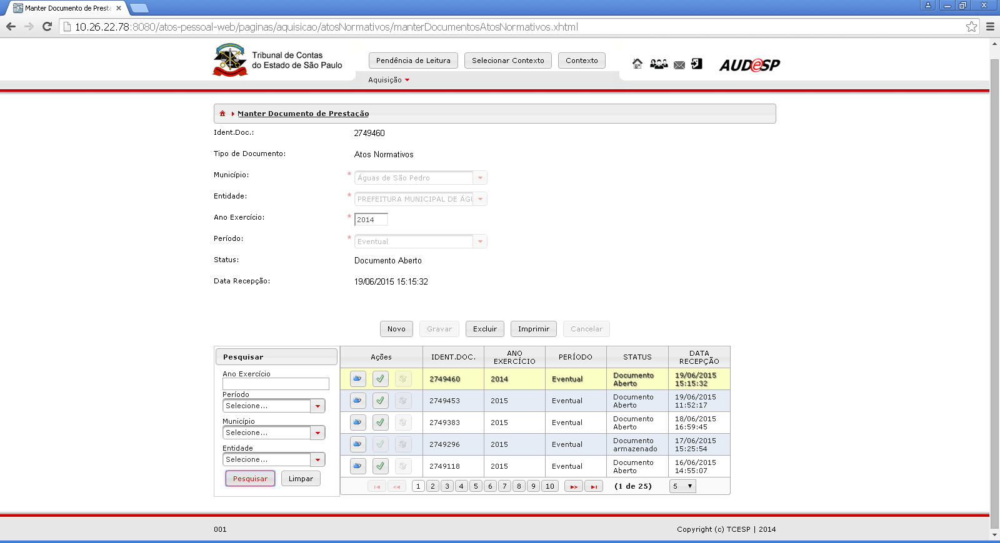 Manter Documento de Presta
10.26.22.78:8080/atos-pessoal-web/paginas/aquisicao/atosNormativos/manterDocumentosAtosNormativos.xhtml
Tribunal de Contas
do Estado de São Paulo
Pendência de Leitura
Selecionar Contexto
Contexto
AUDeSP
Aquisição
Manter Documento de Prestação
Ident.Doc.: 2749460
Tipo de Documento: Atos Normativos
Município: * Águas de São Pedro
Entidade: * PREFEITURA MUNICIPAL DE ÁGU
Ano Exercício: * 2014
Período: * Eventual
Status: Documento Aberto
Data Recepção: 19/06/2015 15:15:32
Novo Gravar Excluir Imprimir Cancelar
Pesquisar
Ano Exercício
Período
Selecione...
Município
Selecione...
Entidade
Selecione...
Pesquisar Limpar
Ações IDENT.DOC. ANO EXERCÍCIO PERÍODO STATUS DATA RECEPÇÃO
2749460 2014 Eventual Documento Aberto 19/06/2015 15:15:32
2749453 2015 Eventual Documento Aberto 19/06/2015 11:52:17
2749383 2015 Eventual Documento Aberto 18/06/2015 16:59:45
2749296 2015 Eventual Documento armazenado 17/06/2015 15:25:54
2749118 2015 Eventual Documento Aberto 16/06/2015 14:55:07
1 2 3 4 5 6 7 8 9 10 (1 de 25) 5
001
Copyright (c) TCESP | 2014